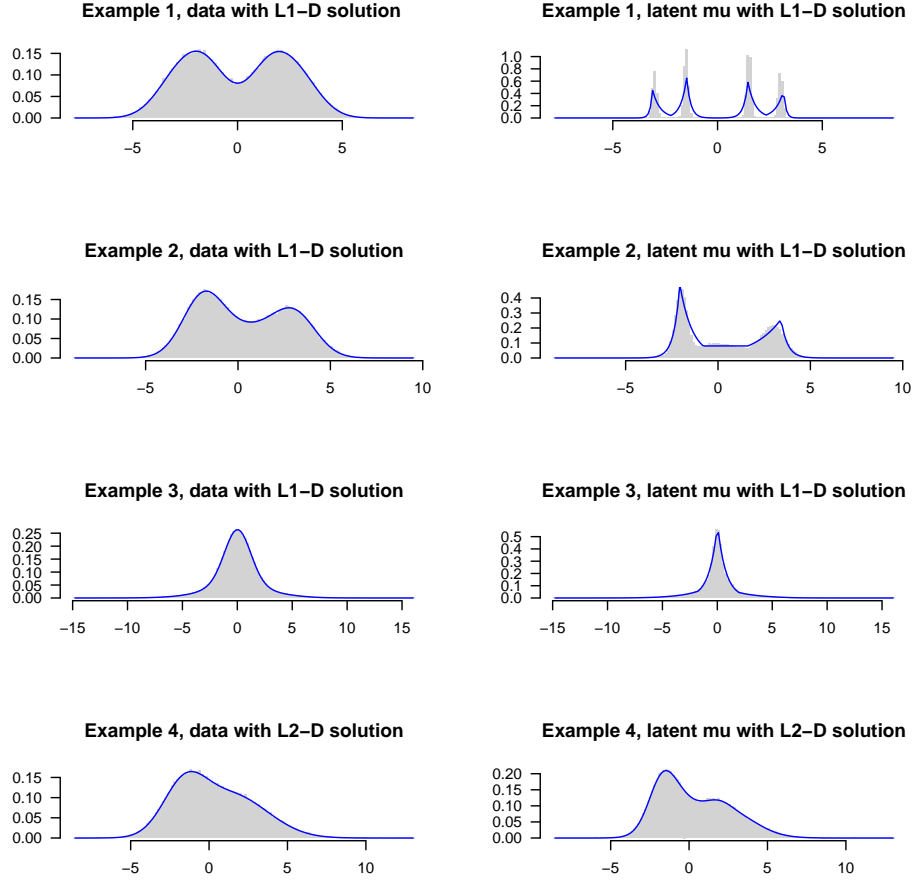 Example 1, data with L1−D solution
0.15
0.10
0.05
0.00
−5 0 5
Example 1, latent mu with L1−D solution
1.0
0.8
0.6
0.4
0.2
0.0
−5 0 5
Example 2, data with L1−D solution
0.15
0.10
0.05
0.00
−5 0 5 10
Example 2, latent mu with L1−D solution
0.4
0.3
0.2
0.1
0.0
−5 0 5 10
Example 3, data with L1−D solution
0.25
0.20
0.15
0.10
0.05
0.00
−15 −10 −5 0 5 10 15
Example 3, latent mu with L1−D solution
0.5
0.4
0.3
0.2
0.1
0.0
−15 −10 −5 0 5 10 15
Example 4, data with L2−D solution
0.15
0.10
0.05
0.00
−5 0 5 10
Example 4, latent mu with L2−D solution
0.20
0.15
0.10
0.05
0.00
−5 0 5 10